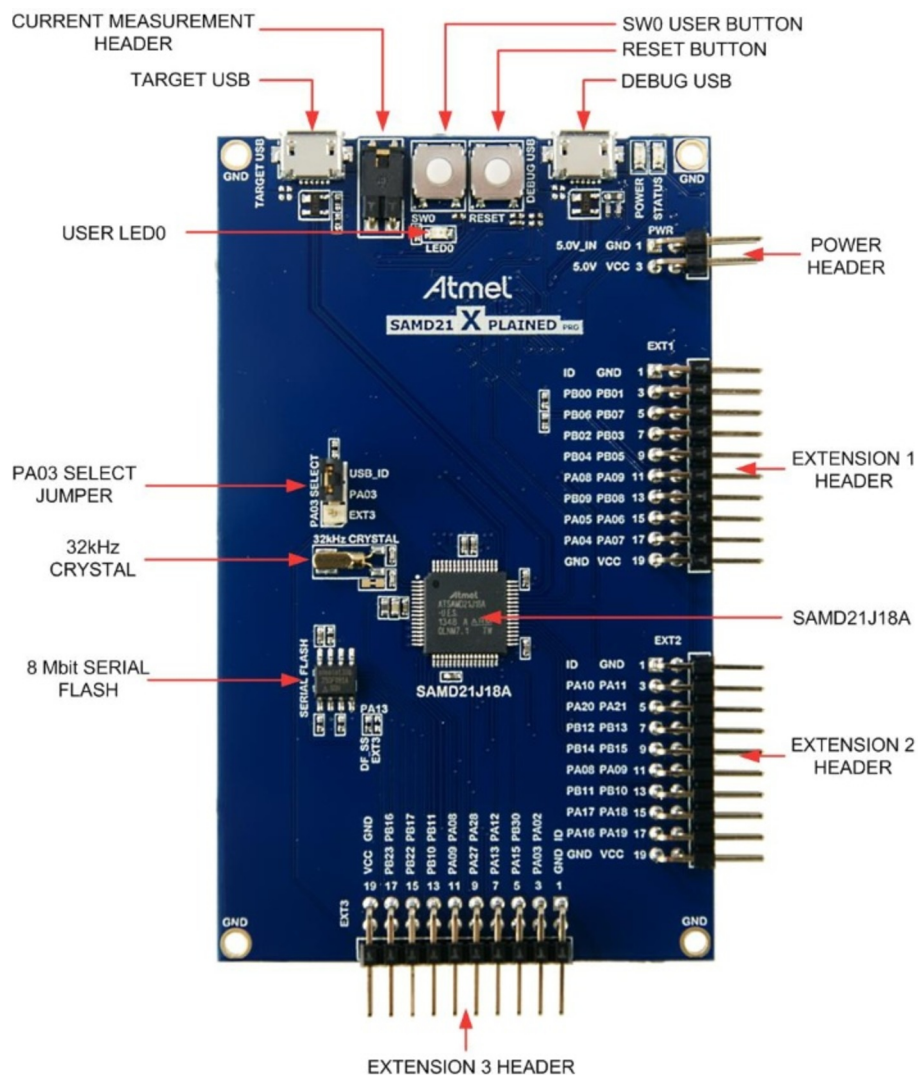 CURRENT MEASUREMENT
HEADER
TARGET USB
SW0 USER BUTTON
RESET BUTTON
DEBUG USB
GND
TARGET USB
SW0
RESET
DEBUG USB
POWER
STATUS
GND
USER LED0
LED0
PWR
5.0V_IN GND 1
5.0V VCC 3
POWER
HEADER
Atmel
SAMD21 XPLAINED PRO
EXT1
ID GND 1
PB00 PB01 3
PB06 PB07 5
PB02 PB03 7
PB04 PB05 9
PA08 PA09 11
PB09 PB08 13
PA05 PA06 15
PA04 PA07 17
GND VCC 19
EXTENSION 1
HEADER
PA03 SELECT
JUMPER
PA03 SELECT
USB_ID
PA03
EXT3
32kHz
CRYSTAL
32kHz CRYSTAL
Atmel
ATSAMD21J18A
SAMD21J18A
SAMD21J18A
8 Mbit SERIAL
FLASH
SERIAL FLASH
PA13
DF_SS
EXT3
EXT2
ID GND 1
PA10 PA11 3
PA20 PA21 5
PB12 PB13 7
PB14 PB15 9
PA08 PA09 11
PB11 PB10 13
PA17 PA18 15
PA16 PA19 17
GND VCC 19
EXTENSION 2
HEADER
GND PB16 PB17 PB11 PA08 PA28 PA12 PB30 PA02 ID
VCC PB23 PB22 PB10 PA09 PA27 PA13 PA15 PA03 GND
19 17 15 13 11 9 7 5 3 1
EXT3
GND
GND
EXTENSION 3 HEADER